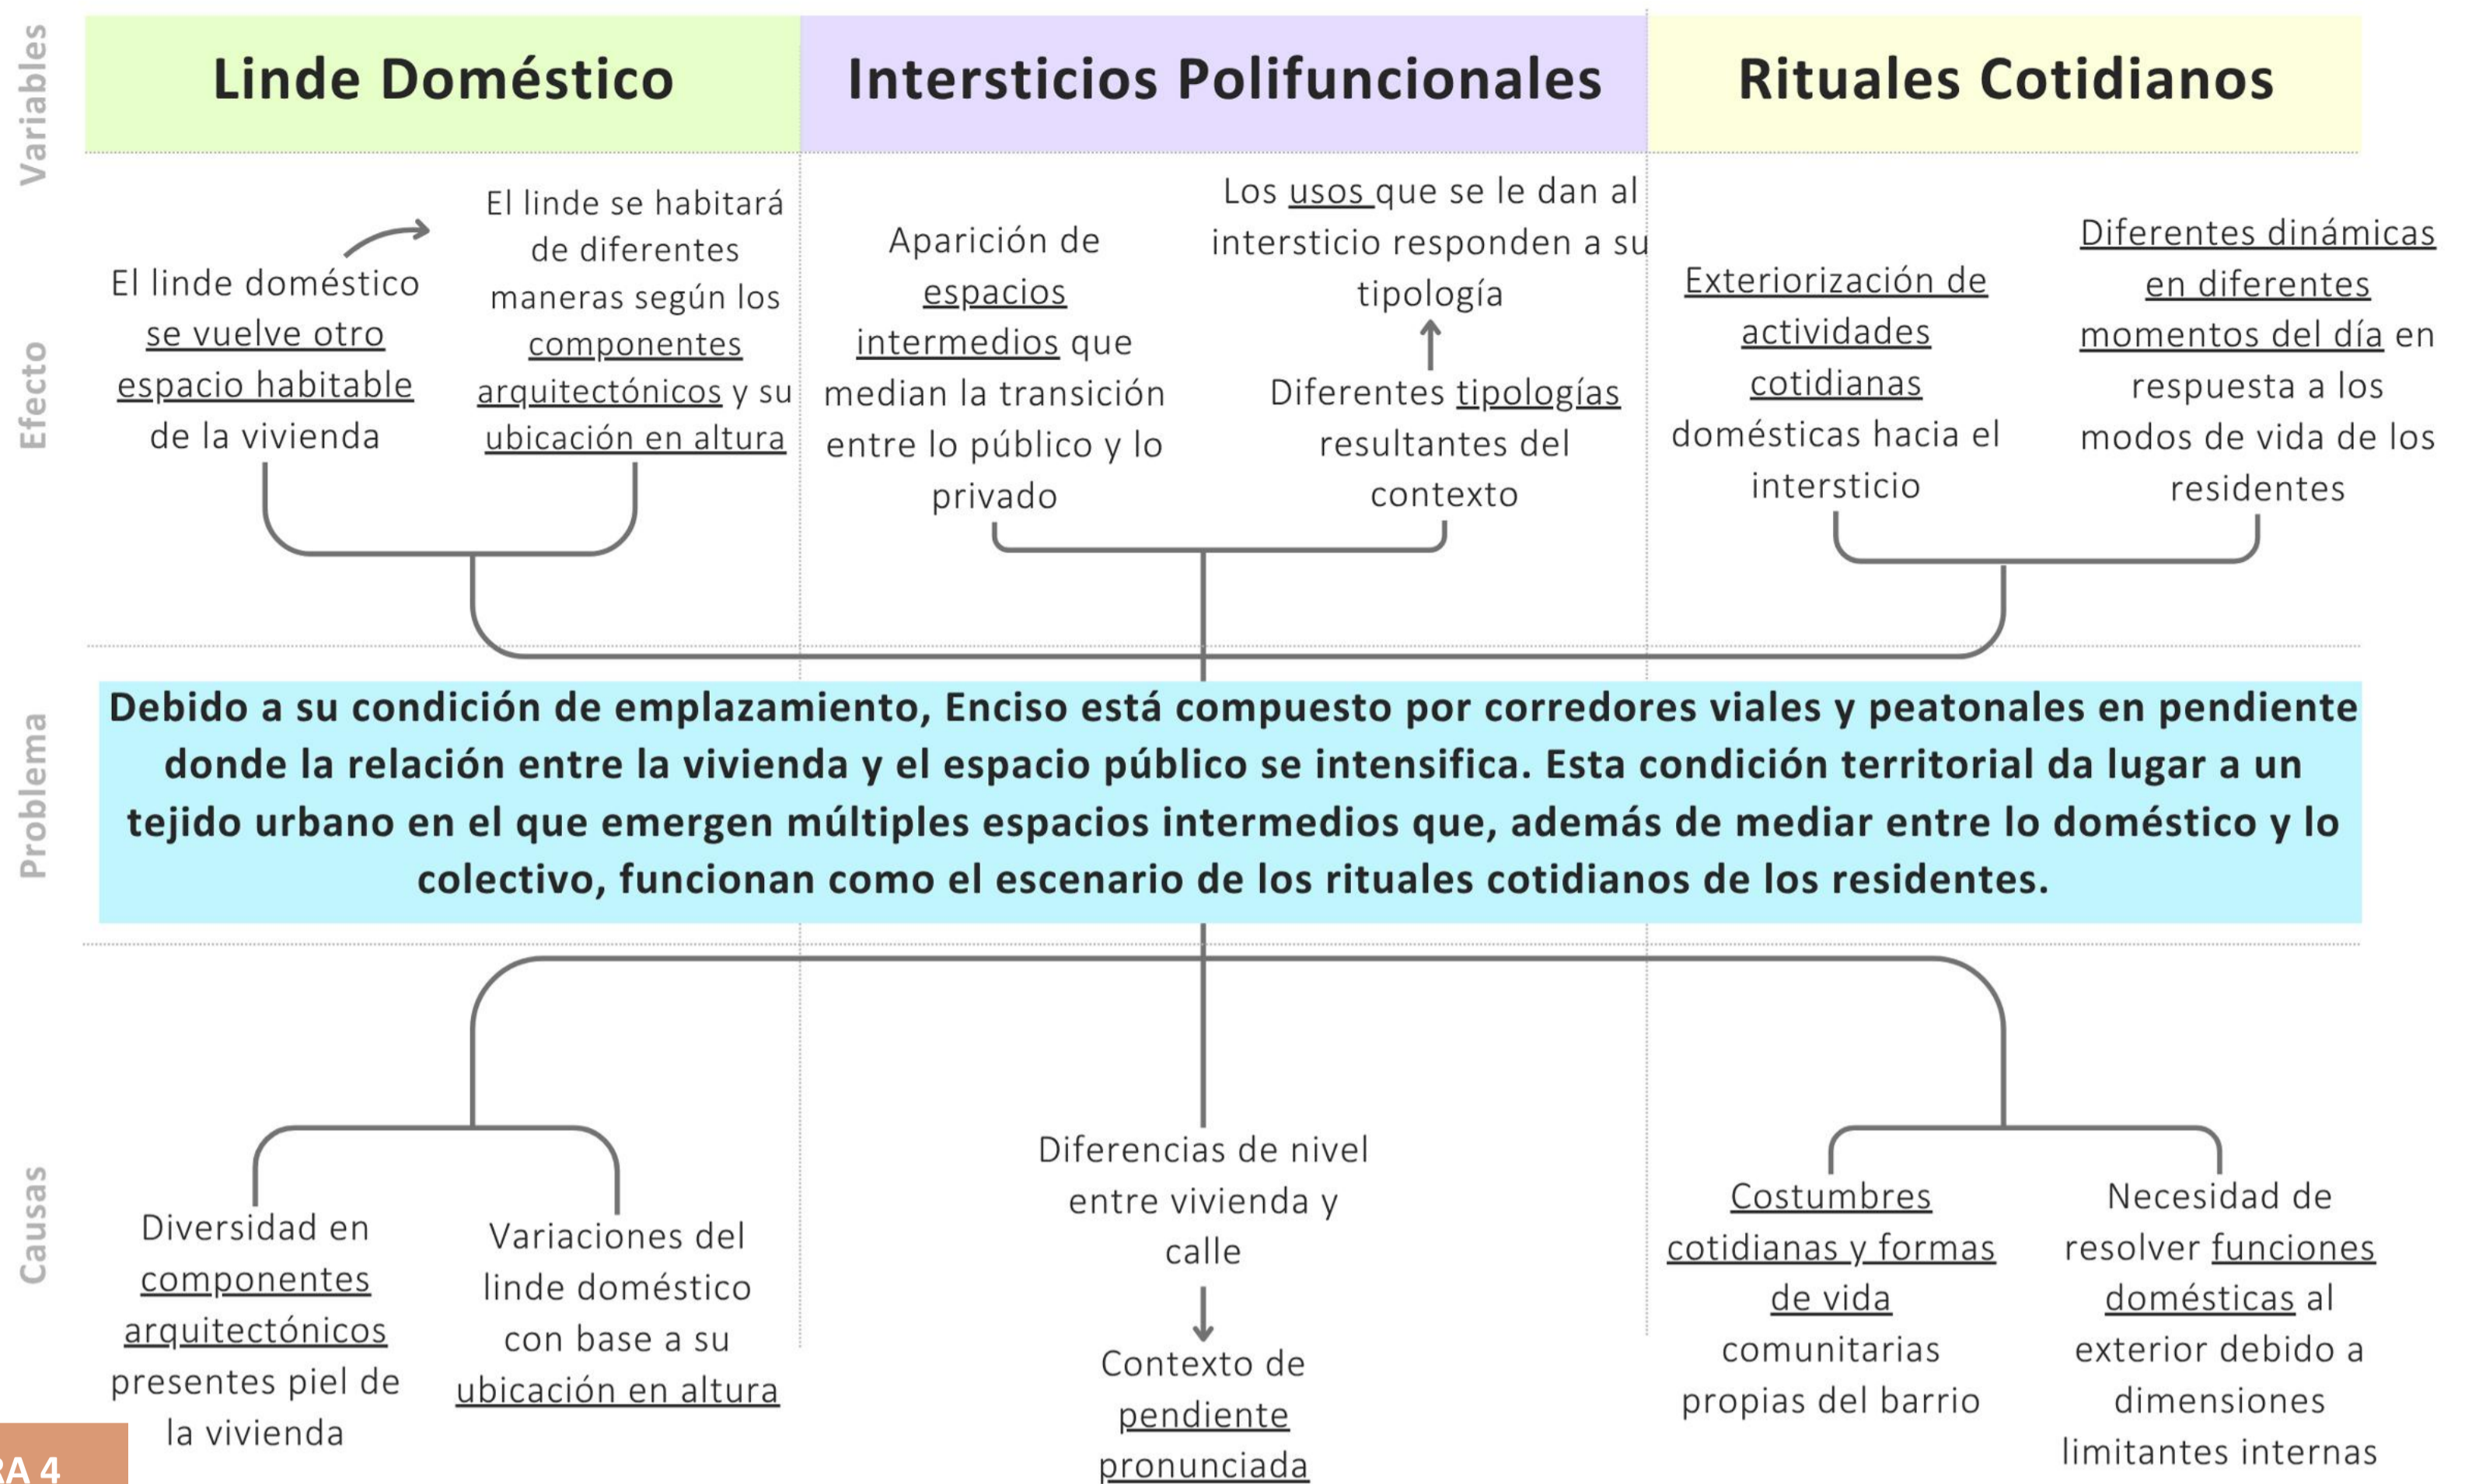 Variables
Linde Doméstico
Intersticios Polifuncionales
Rituales Cotidianos
Efecto
El linde doméstico
se vuelve otro
espacio habitable
de la vivienda
El linde se habitará
de diferentes
maneras según los
componentes
arquitectónicos y su
ubicación en altura
Aparición de
espacios
intermedios que
median la transición
entre lo público y lo
privado
Los usos que se le dan al
intersticio responden a su
tipología
Diferentes tipologías
resultantes del
contexto
Exteriorización de
actividades
cotidianas
domésticas hacia el
intersticio
Diferentes dinámicas
en diferentes
momentos del día en
respuesta a los
modos de vida de los
residentes
Problema
Debido a su condición de emplazamiento, Enciso está compuesto por corredores viales y peatonales en pendiente
donde la relación entre la vivienda y el espacio público se intensifica. Esta condición territorial da lugar a un
tejido urbano en el que emergen múltiples espacios intermedios que, además de mediar entre lo doméstico y lo
colectivo, funcionan como el escenario de los rituales cotidianos de los residentes.
Causas
Diversidad en
componentes
arquitectónicos
presentes piel de
la vivienda
Variaciones del
linde doméstico
con base a su
ubicación en altura
Diferencias de nivel
entre vivienda y
calle
Contexto de
pendiente
pronunciada
Costumbres
cotidianas y formas
de vida
comunitarias
propias del barrio
Necesidad de
resolver funciones
domésticas al
exterior debido a
dimensiones
limitantes internas
4